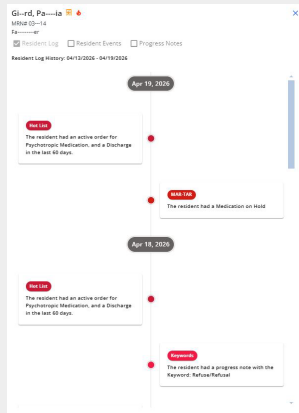 Gi--rd, Pa----ia
MRN# 03--14
Fa--------er
Resident Log Resident Events Progress Notes
Resident Log History: 04/13/2026 - 04/19/2026
Apr 19, 2026
Hot List
The resident had an active order for
Psychotropic Medication, and a Discharge
in the last 60 days.
MAR-TAR
The resident had a Medication on Hold
Apr 18, 2026
Hot List
The resident had an active order for
Psychotropic Medication, and a Discharge
in the last 60 days.
Keywords
The resident had a progress note with the
Keyword: Refuse/Refusal